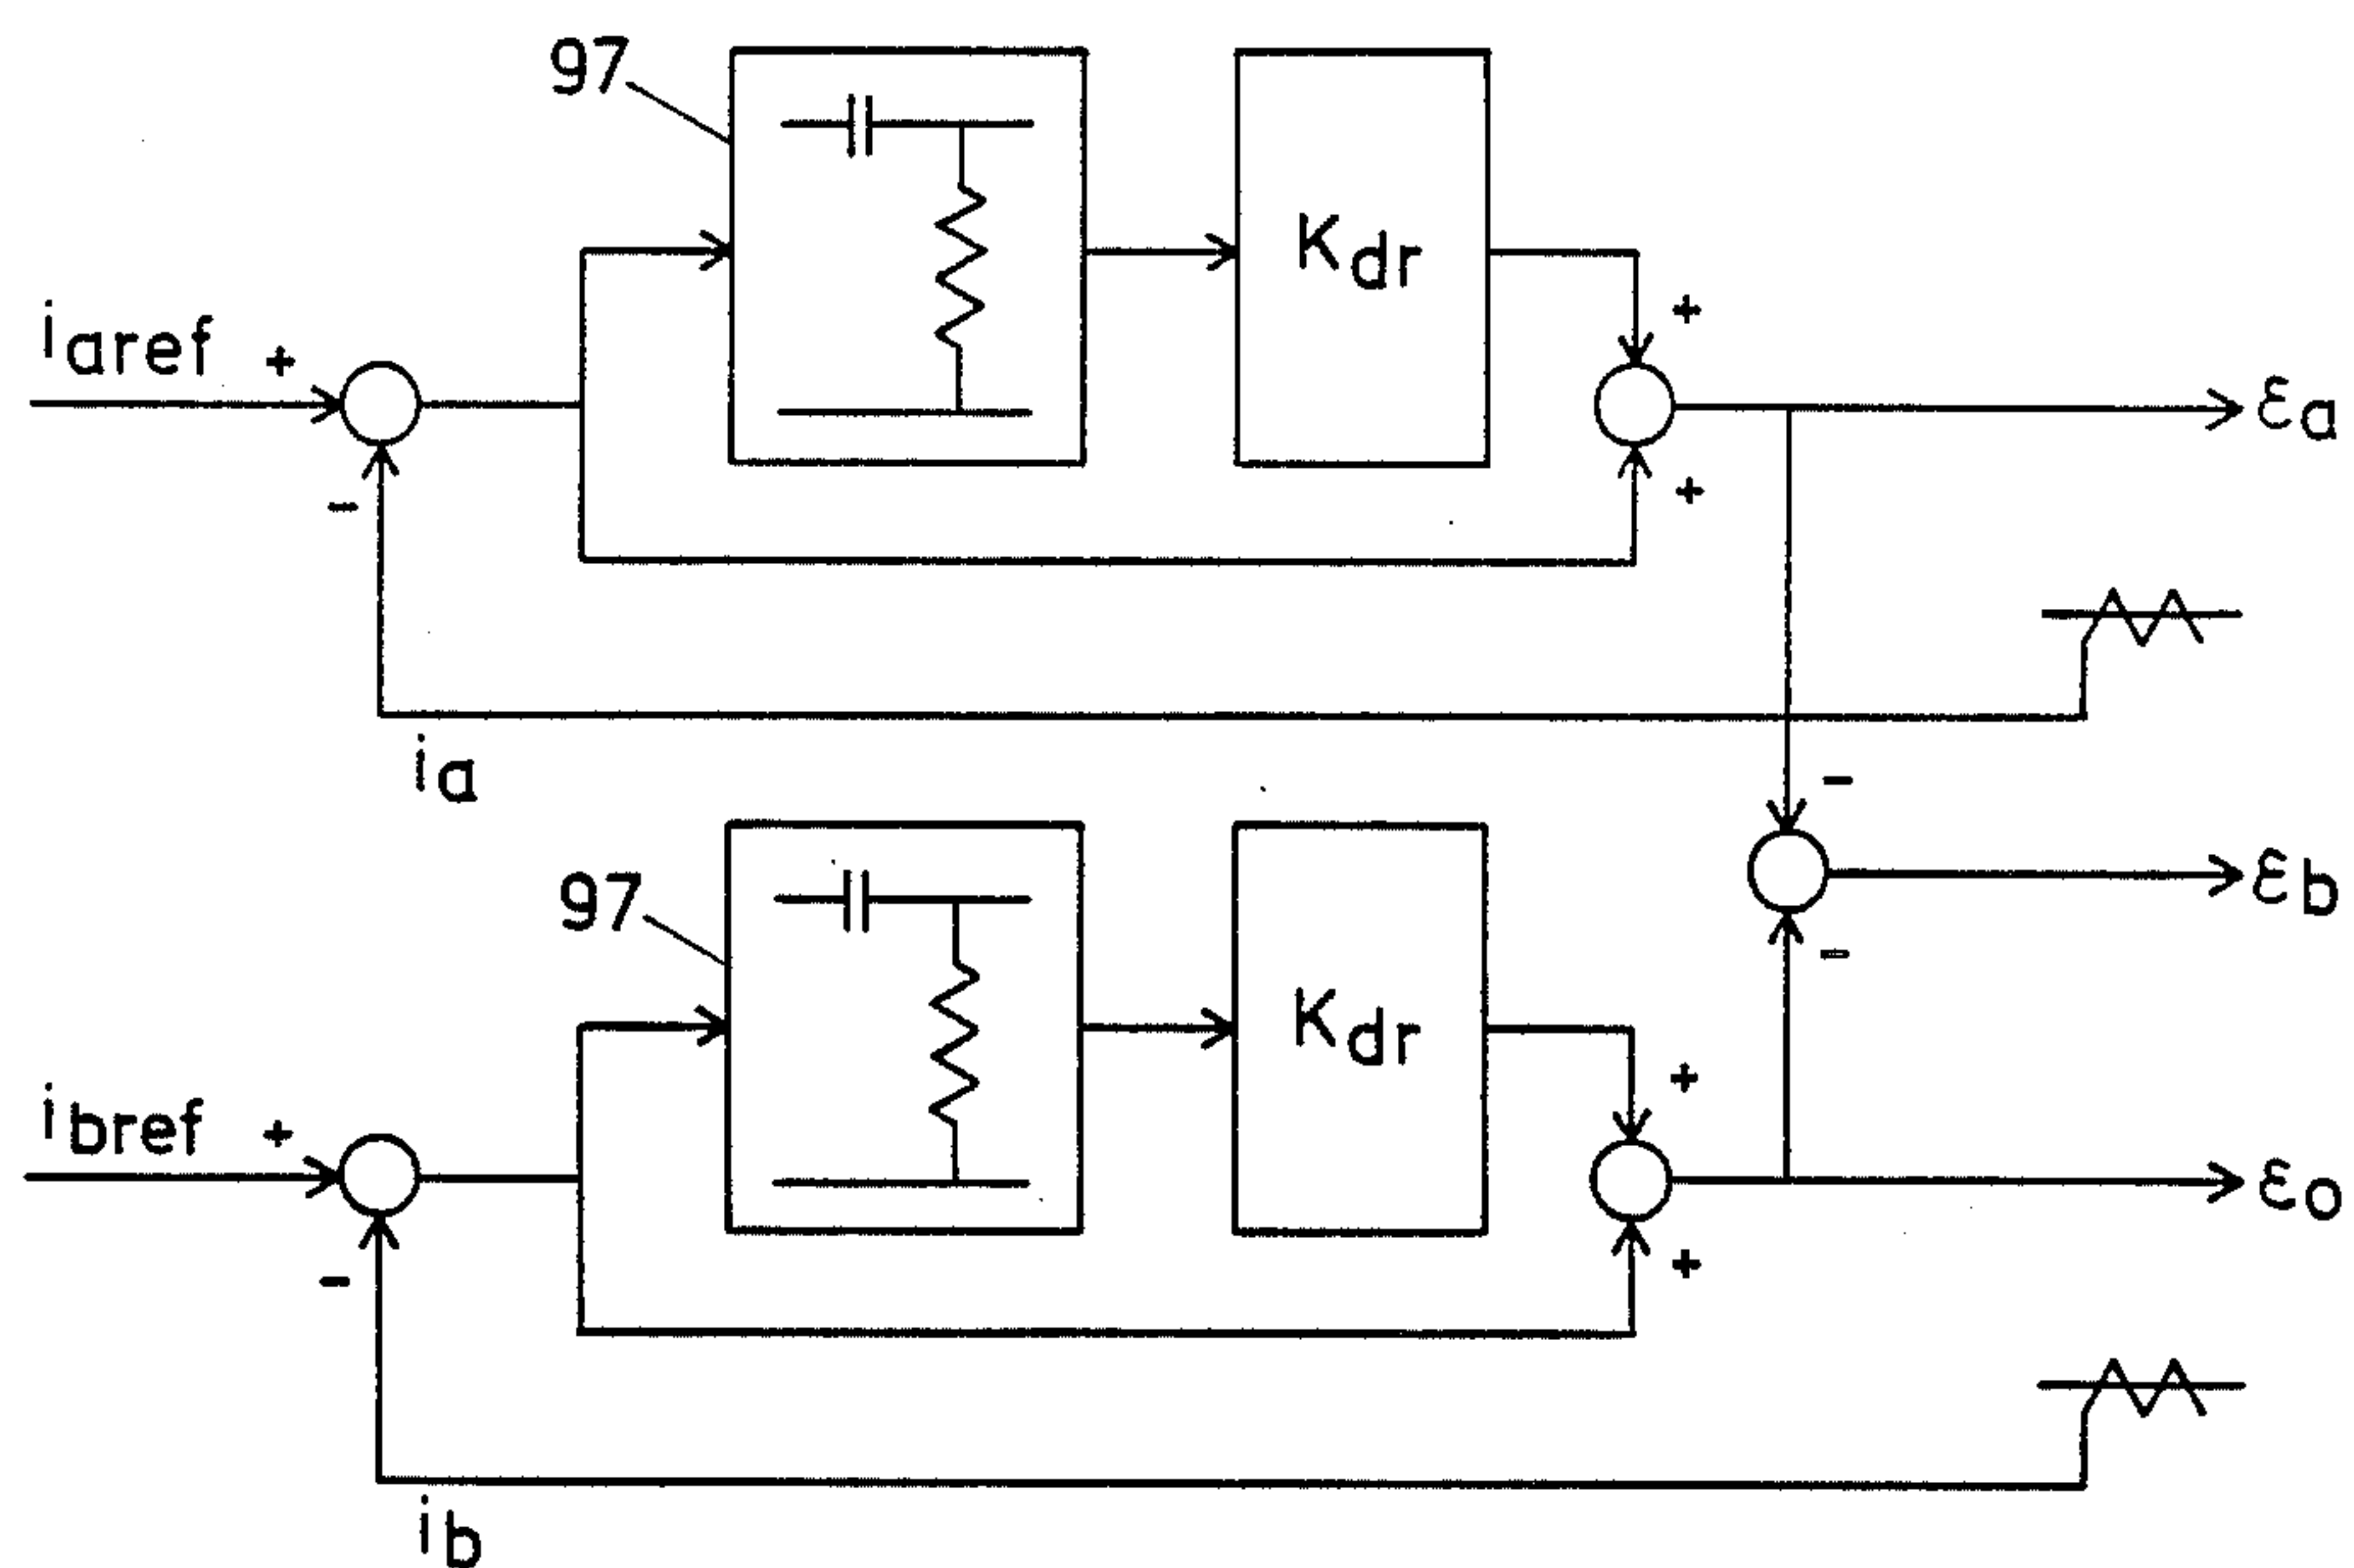 97
Kdr
+
iaref +
εa
-
+
ia
-
97
εb
-
Kdr
+
ibref +
εo
-
+
ib